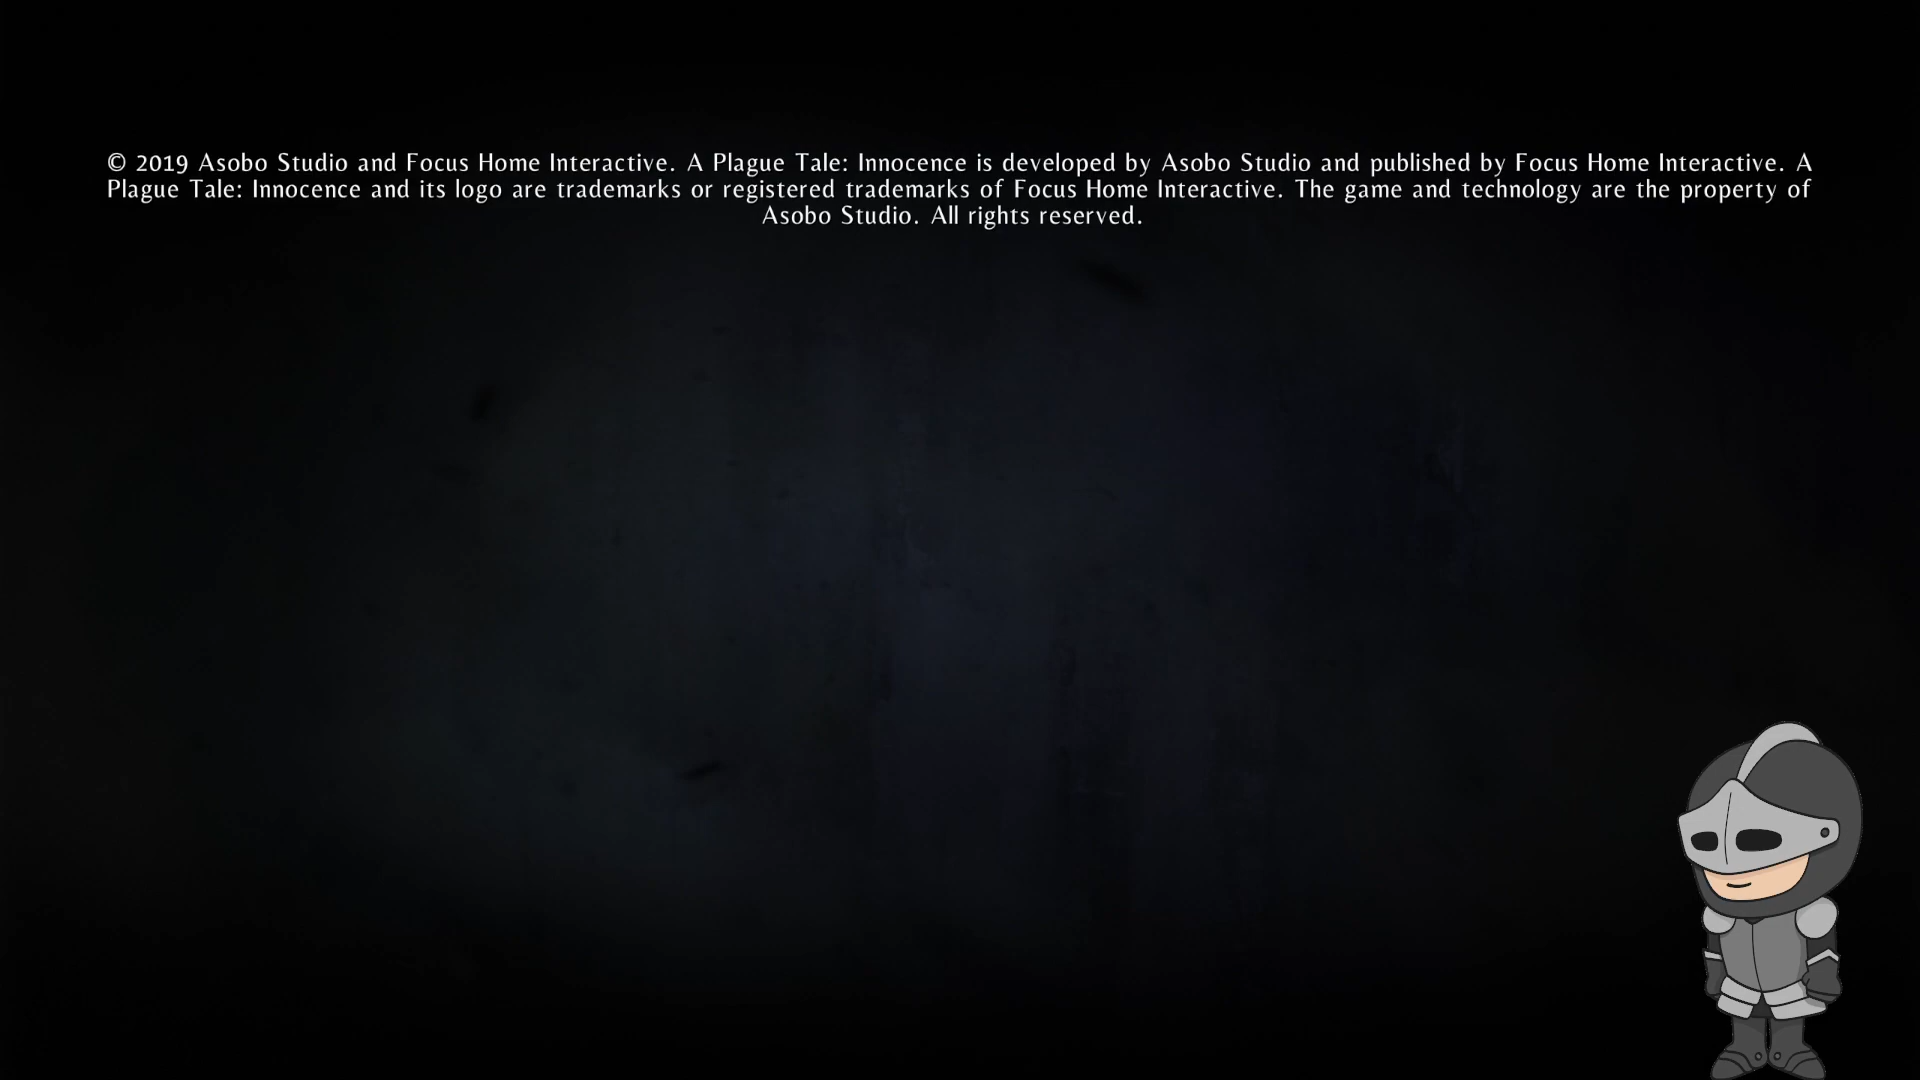 © 2019 Asobo Studio and Focus Home Interactive. A Plague Tale: Innocence is developed by Asobo Studio and published by Focus Home Interactive. A
Plague Tale: Innocence and its logo are trademarks or registered trademarks of Focus Home Interactive. The game and technology are the property of
Asobo Studio. All rights reserved.